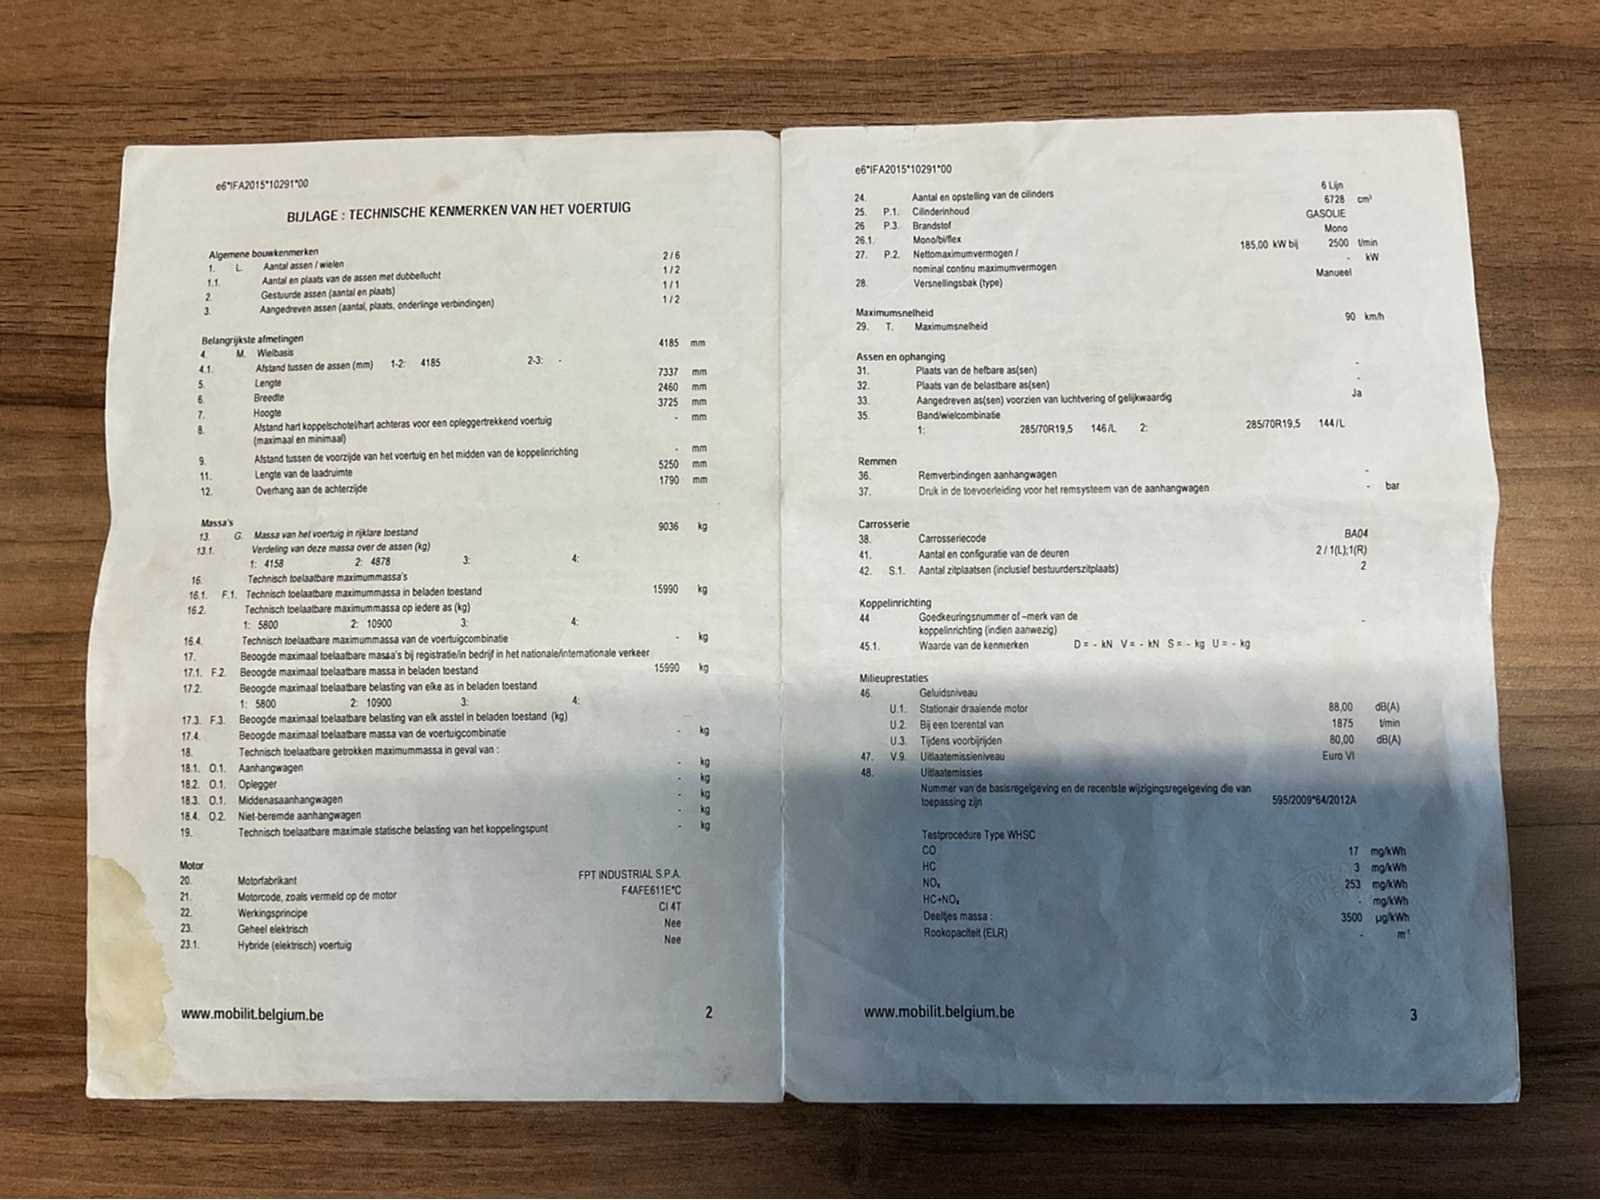 e6*IFA2015*10291*00
BIJLAGE : TECHNISCHE KENMERKEN VAN HET VOERTUIG
Algemene bouwkenmerken
1. L. Aantal assen / wielen 2 / 6
1.1. Aantal en plaats van de assen met dubbellucht 1 / 2
2. Gestuurde assen (aantal en plaats) 1 / 1
3. Aangedreven assen (aantal, plaats, onderlinge verbindingen) 1 / 2
Belangrijkste afmetingen
4. M. Wielbasis 4185 mm
4.1. Afstand tussen de assen (mm) 1-2: 4185 2-3: -
5. Lengte 7337 mm
6. Breedte 2460 mm
7. Hoogte 3725 mm
8. Afstand hart koppelschotel/hart achteras voor een opleggertrekkend voertuig - mm
(maximaal en minimaal)
9. Afstand tussen de voorzijde van het voertuig en het midden van de koppelinrichting - mm
11. Lengte van de laadruimte 5250 mm
12. Overhang aan de achterzijde 1790 mm
Massa's
13. G. Massa van het voertuig in rijklare toestand 9036 kg
13.1. Verdeling van deze massa over de assen (kg)
1: 4158 2: 4878 3: 4:
16. Technisch toelaatbare maximummassa's
16.1. F.1. Technisch toelaatbare maximummassa in beladen toestand 15990 kg
16.2. Technisch toelaatbare maximummassa op iedere as (kg)
1: 5800 2: 10900 3: 4:
16.4. Technisch toelaatbare maximummassa van de voertuigcombinatie - kg
17. Beoogde maximaal toelaatbare massa's bij registratie/in bedrijf in het nationale/internationale verkeer
17.1. F.2. Beoogde maximaal toelaatbare massa in beladen toestand 15990 kg
17.2. Beoogde maximaal toelaatbare belasting van elke as in beladen toestand
1: 5800 2: 10900 3: 4:
17.3. F.3. Beoogde maximaal toelaatbare belasting van elk asstel in beladen toestand (kg)
17.4. Beoogde maximaal toelaatbare massa van de voertuigcombinatie - kg
18. Technisch toelaatbare getrokken maximummassa in geval van :
18.1. O.1. Aanhangwagen - kg
18.2. O.1. Oplegger - kg
18.3. O.1. Middenasaanhangwagen - kg
18.4. O.2. Niet-beremde aanhangwagen - kg
19. Technisch toelaatbare maximale statische belasting van het koppelingspunt - kg
Motor
20. Motorfabrikant FPT INDUSTRIAL S.P.A.
21. Motorcode, zoals vermeld op de motor F4AFE611E*C
22. Werkingsprincipe CI 4T
23. Geheel elektrisch Nee
23.1. Hybride (elektrisch) voertuig Nee
www.mobilit.belgium.be 2
e6*IFA2015*10291*00
24. Aantal en opstelling van de cilinders 6 Lijn
25. P.1. Cilinderinhoud 6728 cm³
26 P.3. Brandstof GASOLIE
26.1. Mono/bi/flex Mono
27. P.2. Nettomaximumvermogen / 185,00 kW bij 2500 t/min
nominal continu maximumvermogen - kW
28. Versnellingsbak (type) Manueel
Maximumsnelheid
29. T. Maximumsnelheid 90 km/h
Assen en ophanging
31. Plaats van de hefbare as(sen) -
32. Plaats van de belastbare as(sen) -
33. Aangedreven as(sen) voorzien van luchtvering of gelijkwaardig Ja
35. Band/wielcombinatie
1: 285/70R19,5 146/L 2: 285/70R19,5 144/L
Remmen
36. Remverbindingen aanhangwagen -
37. Druk in de toevoerleiding voor het remsysteem van de aanhangwagen - bar
Carrosserie
38. Carrosseriecode BA04
41. Aantal en configuratie van de deuren 2 / 1(L);1(R)
42. S.1. Aantal zitplaatsen (inclusief bestuurderszitplaats) 2
Koppelinrichting
44 Goedkeuringsnummer of –merk van de
koppelinrichting (indien aanwezig) -
45.1. Waarde van de kenmerken D = - kN V = - kN S = - kg U = - kg
Milieuprestaties
46. Geluidsniveau
U.1. Stationair draaiende motor 88,00 dB(A)
U.2. Bij een toerental van 1875 t/min
U.3. Tijdens voorbijrijden 80,00 dB(A)
47. V.9. Uitlaatemissieniveau Euro VI
48. Uitlaatemissies
Nummer van de basisregelgeving en de recentste wijzigingsregelgeving die van
toepassing zijn 595/2009*64/2012A
Testprocedure Type WHSC
CO 17 mg/kWh
HC 3 mg/kWh
NOₓ 253 mg/kWh
HC+NOₓ - mg/kWh
Deeltjes massa : 3500 µg/kWh
Rookopaciteit (ELR) - m⁻¹
www.mobilit.belgium.be 3